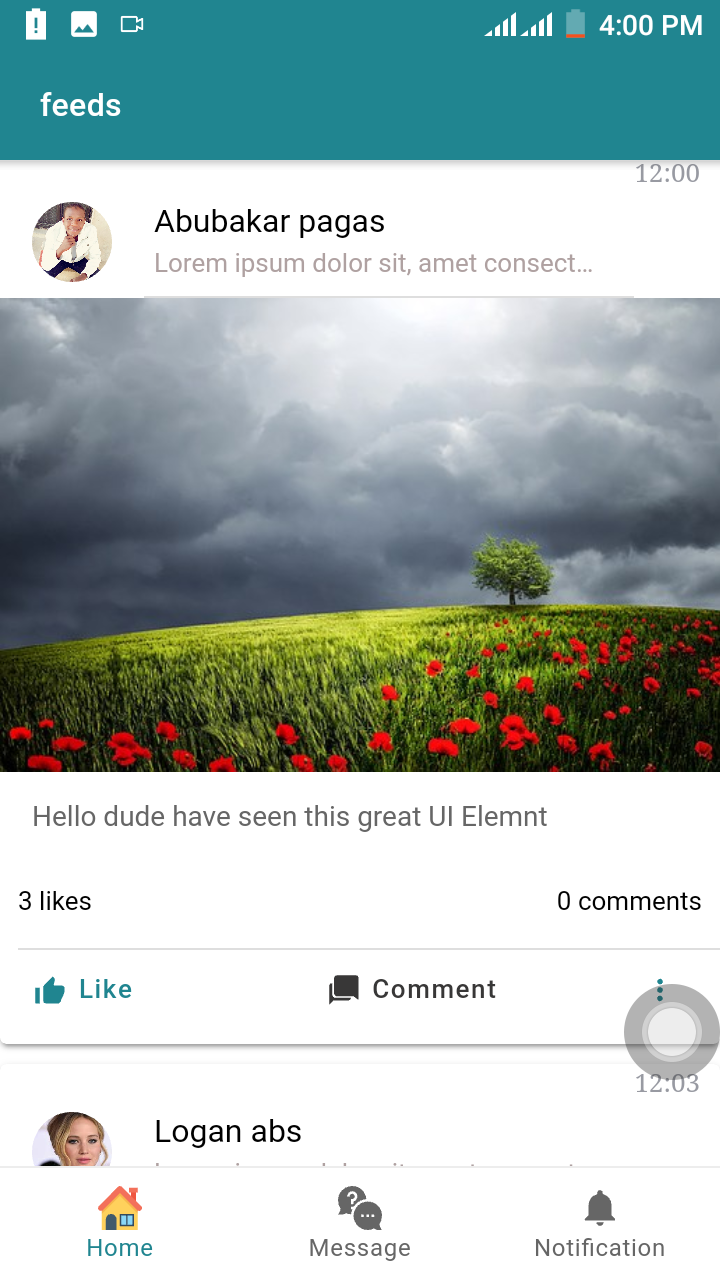 4:00 PM
feeds
12:00
Abubakar pagas
Lorem ipsum dolor sit, amet consect...
Hello dude have seen this great UI Elemnt
3 likes
0 comments
Like
Comment
12:03
Logan abs
Home
Message
Notification